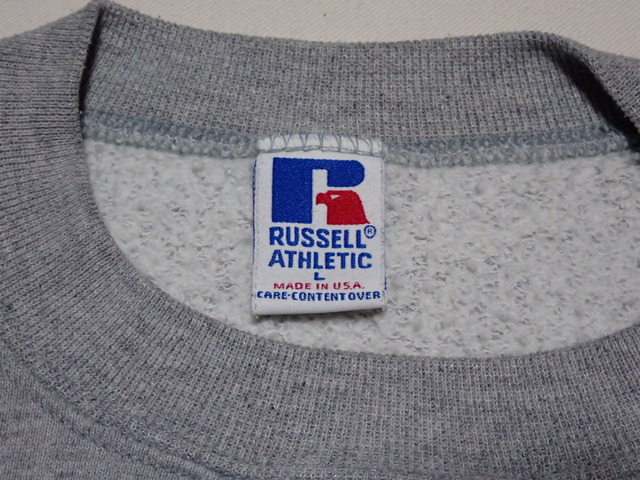 R
RUSSELL®
ATHLETIC
L
MADE IN U.S.A.
CARE·CONTENT OVER